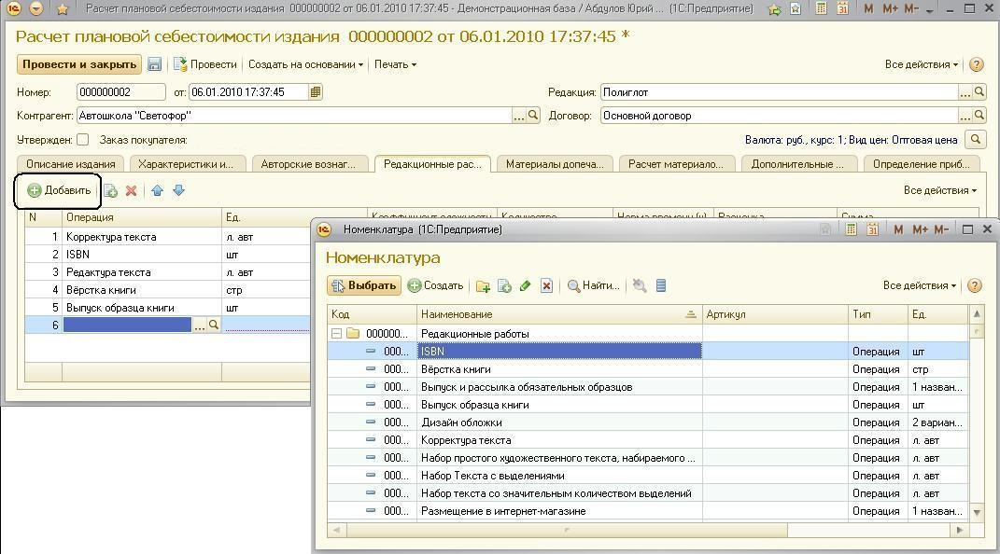 Расчет плановой себестоимости издания 000000002 от 06.01.2010 17:37:45 - Демонстрационная база / Абдулов Юрий ... (1С:Предприятие) M M+ M-
Расчет плановой себестоимости издания 000000002 от 06.01.2010 17:37:45 *
Провести и закрыть Провести Создать на основании Печать Все действия
Номер: 000000002 от: 06.01.2010 17:37:45 Редакция: Полиглот
Контрагент: Автошкола "Светофор" ... Договор: Основной договор ...
Утвержден: Заказ покупателя: Валюта: руб., курс: 1; Вид цен: Оптовая цена
Описание издания Характеристики и... Авторские вознаг... Редакционные рас... Материалы допеча... Расчет материало... Дополнительные ... Определение приб...
Добавить Все действия
N Операция Ед. Коэффициент сложности Количество Норма времени (ч) Расценка Сумма
1 Корректура текста л. авт
2 ISBN шт
3 Редактура текста л. авт
4 Вёрстка книги стр
5 Выпуск образца книги шт
6 ...
Номенклатура (1С:Предприятие) 31 M M+ M-
Номенклатура
Выбрать Создать Найти... Все действия
Код Наименование Артикул Тип Ед.
000000... Редакционные работы
000... ISBN Операция шт
000... Вёрстка книги Операция стр
000... Выпуск и рассылка обязательных образцов Операция 1 назван...
000... Выпуск образца книги Операция шт
000... Дизайн обложки Операция 2 вариан...
000... Корректура текста Операция л. авт
000... Набор простого художественного текста, набираемого ... Операция л. авт
000... Набор Текста с выделениями Операция л. авт
000... Набор текста со значительным количеством выделений Операция л. авт
000... Размещение в интернет-магазине Операция 1 назван...